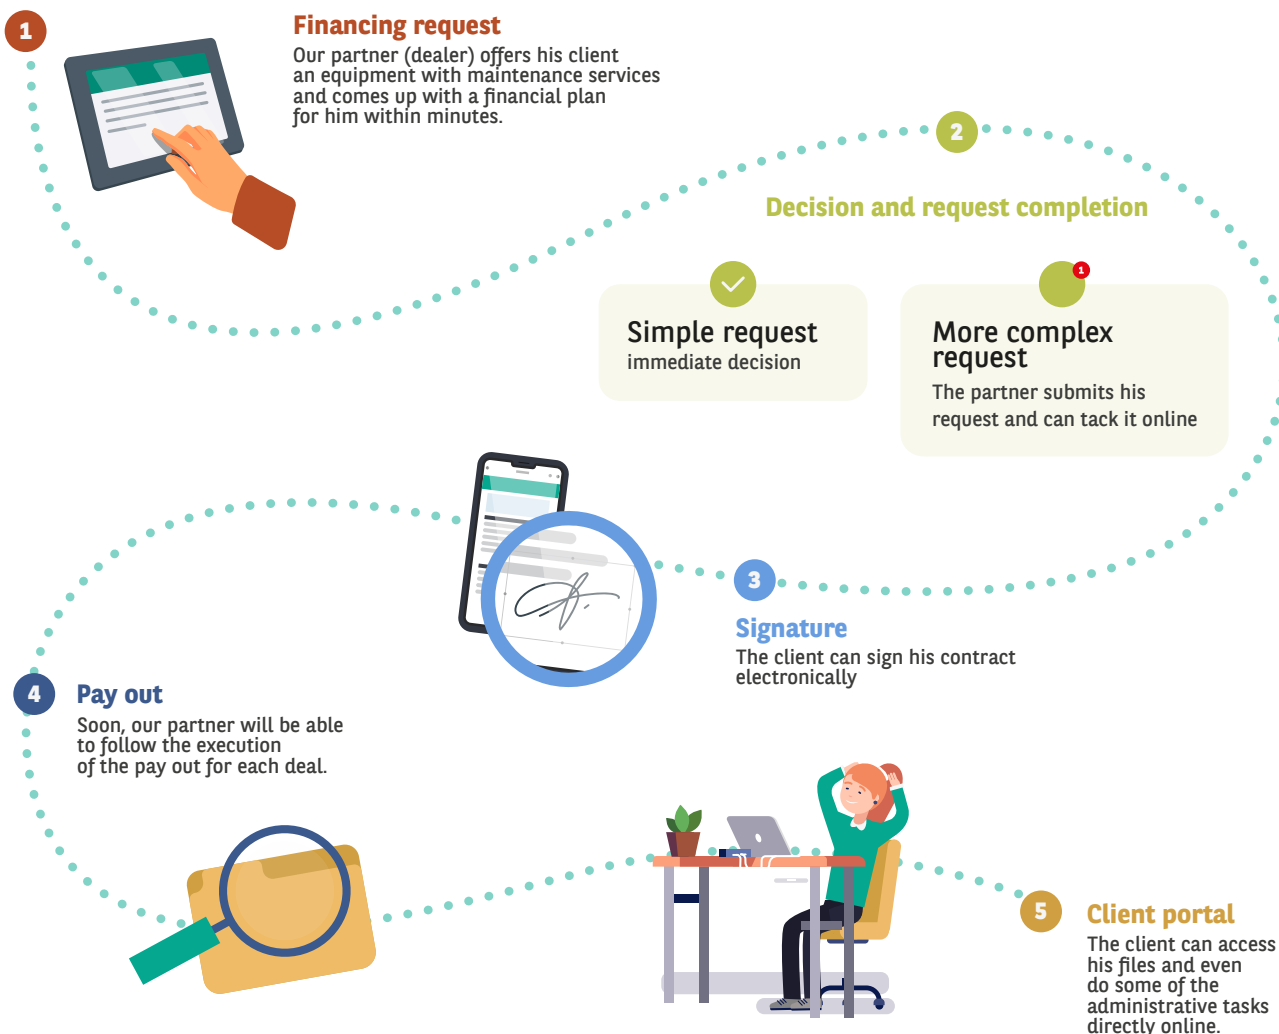 1
Financing request
Our partner (dealer) offers his client
an equipment with maintenance services
and comes up with a financial plan
for him within minutes.
2
Decision and request completion
Simple request
immediate decision
1
More complex
request
The partner submits his
request and can tack it online
3
Signature
The client can sign his contract
electronically
4
Pay out
Soon, our partner will be able
to follow the execution
of the pay out for each deal.
5
Client portal
The client can access
his files and even
do some of the
administrative tasks
directly online.